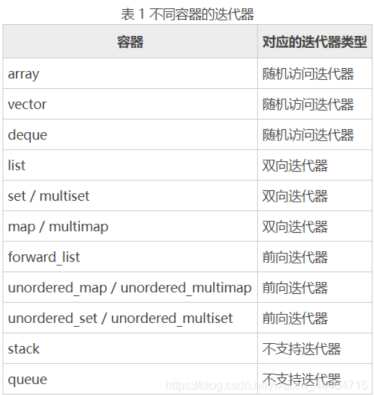 表 1 不同容器的迭代器
容器 对应的迭代器类型
array 随机访问迭代器
vector 随机访问迭代器
deque 随机访问迭代器
list 双向迭代器
set / multiset 双向迭代器
map / multimap 双向迭代器
forward_list 前向迭代器
unordered_map / unordered_multimap 前向迭代器
unordered_set / unordered_multiset 前向迭代器
stack 不支持迭代器
queue 不支持迭代器